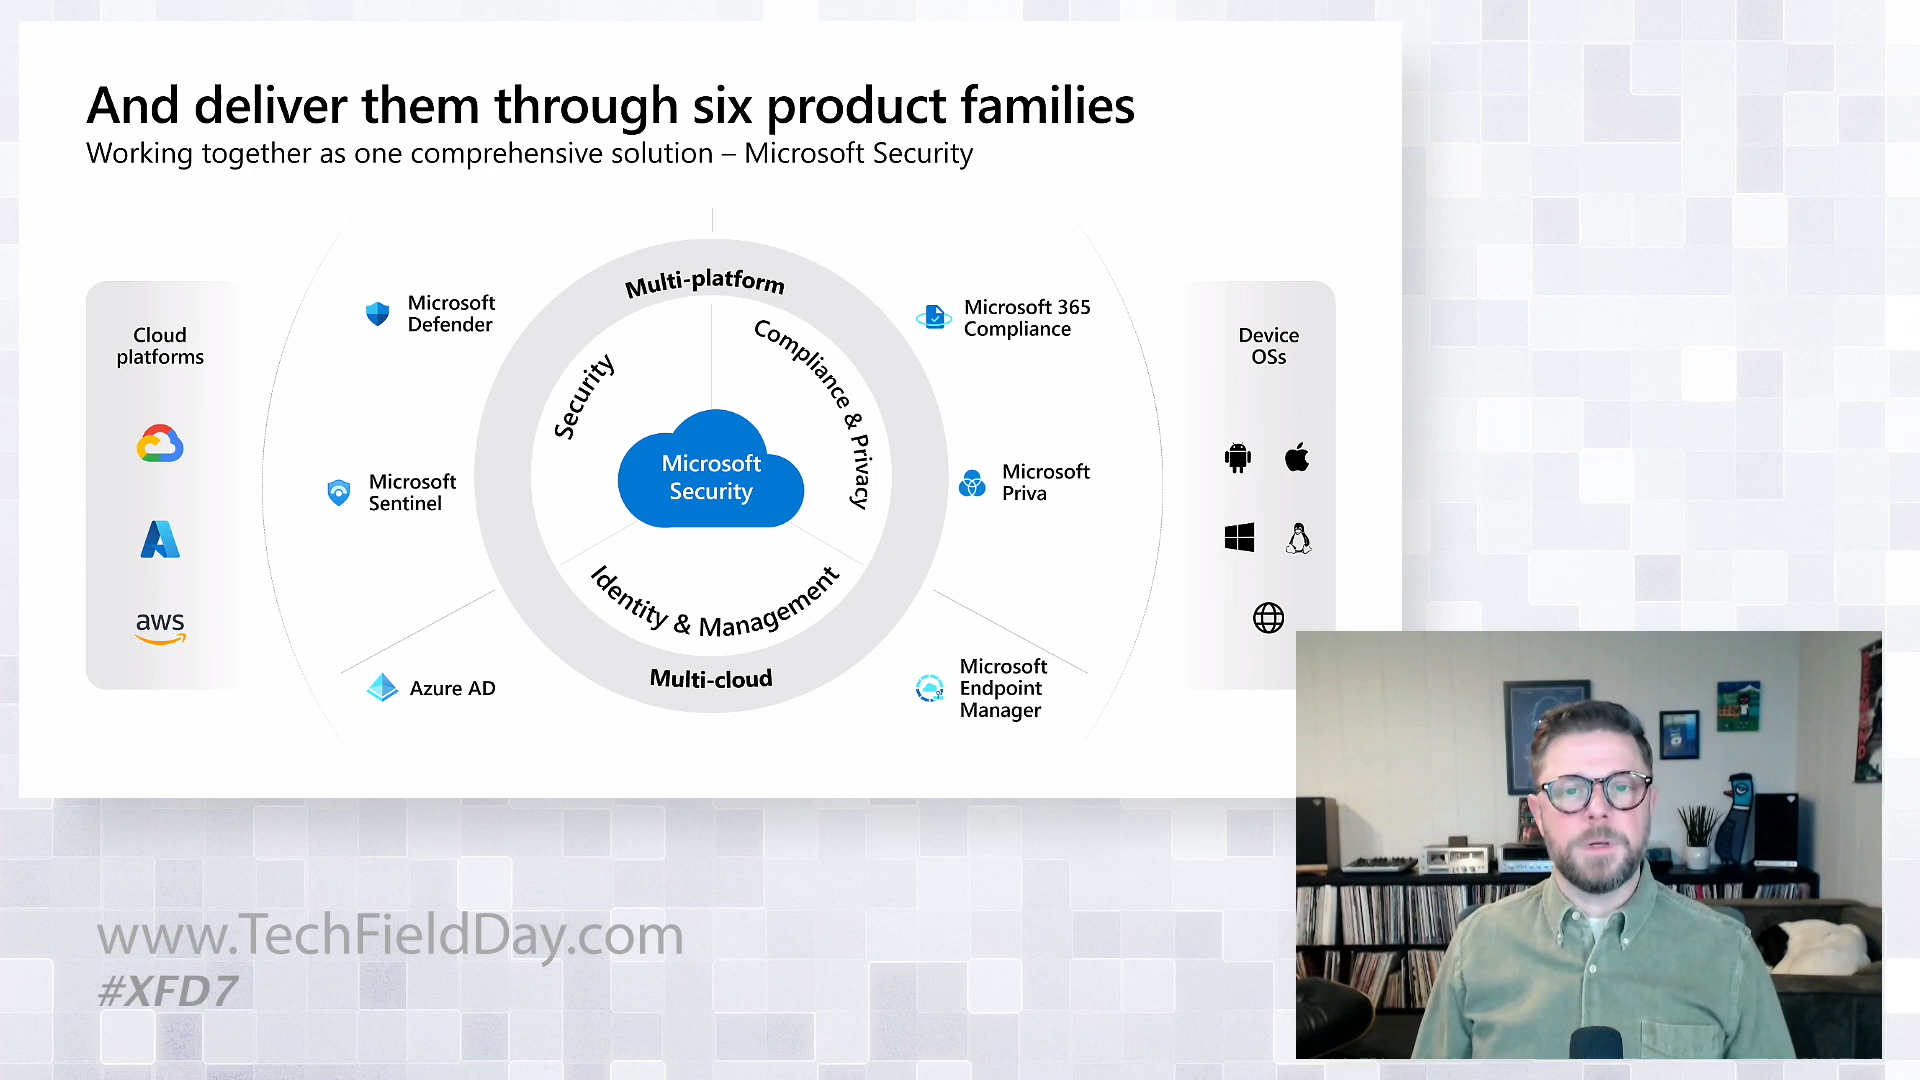 And deliver them through six product families
Working together as one comprehensive solution – Microsoft Security
Cloud
platforms
aws
Microsoft
Defender
Microsoft
Sentinel
Azure AD
Multi-platform
Security
Compliance & Privacy
Microsoft
Security
Identity & Management
Multi-cloud
Microsoft 365
Compliance
Microsoft
Priva
Microsoft
Endpoint
Manager
Device
OSs
www.TechFieldDay.com
#XFD7